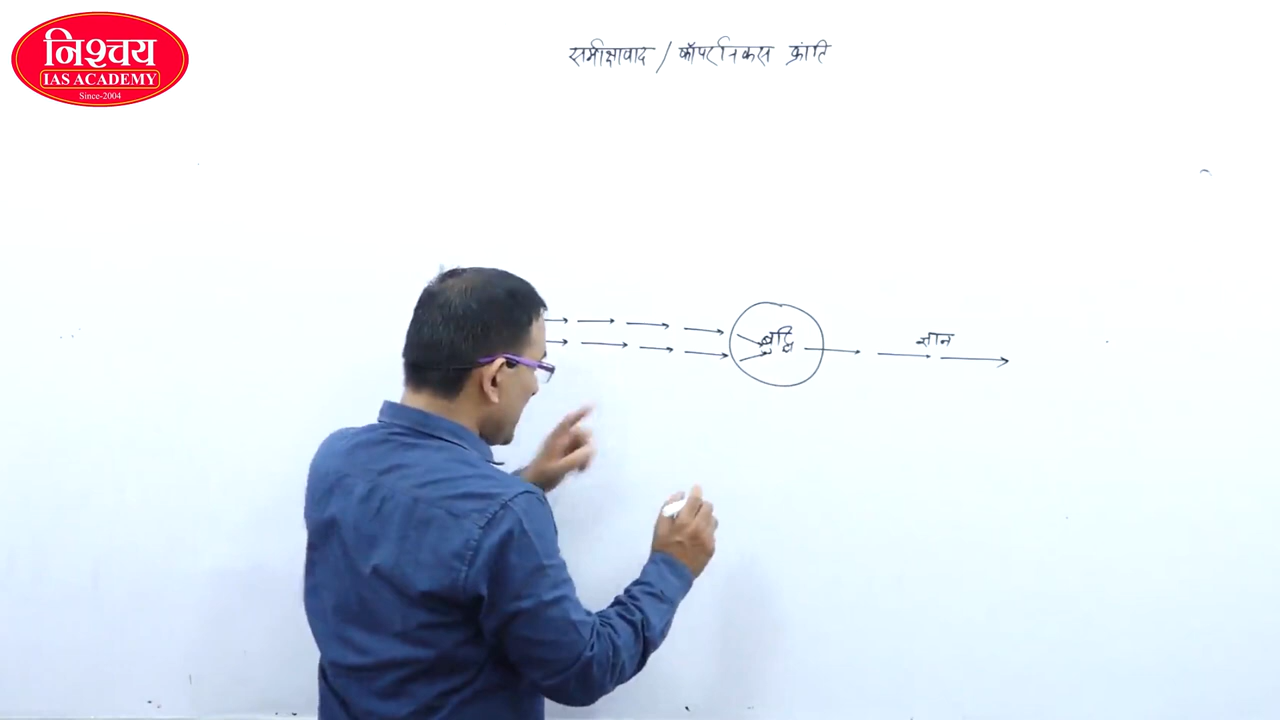 निश्चय
IAS ACADEMY
Since-2004
समीक्षावाद / कॉपरनिकस क्रांति
बुद्धि
ज्ञान